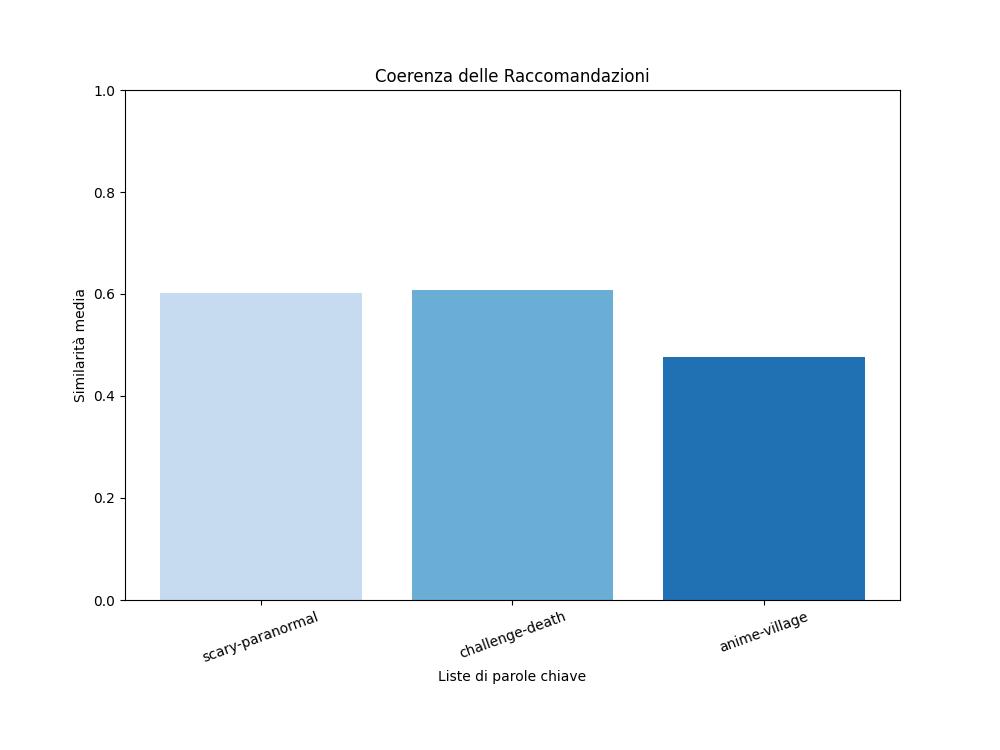 Coerenza delle Raccomandazioni
1.0
0.8
0.6
0.4
0.2
0.0
Similarità media
scary-paranormal
challenge-death
anime-village
Liste di parole chiave